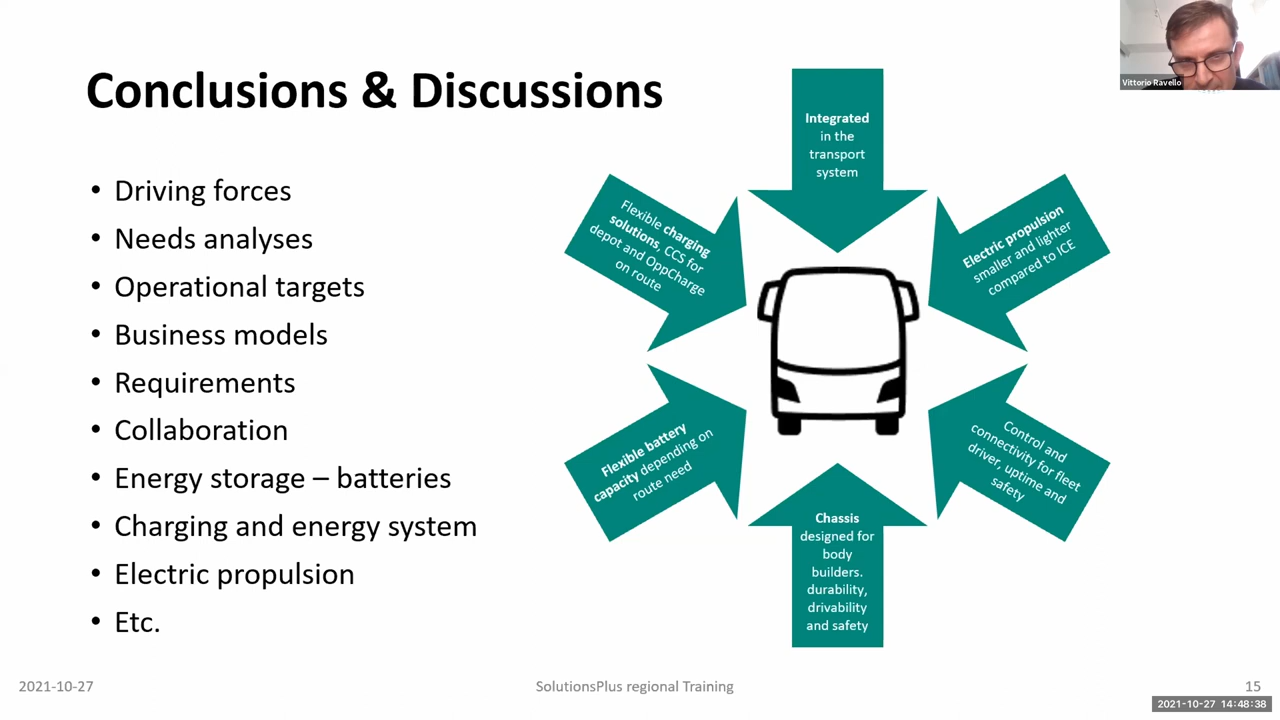 Conclusions & Discussions
• Driving forces
• Needs analyses
• Operational targets
• Business models
• Requirements
• Collaboration
• Energy storage – batteries
• Charging and energy system
• Electric propulsion
• Etc.
Integrated
in the
transport
system
Flexible charging
solutions, CCS for
depot and OppCharge
on route
Electric propulsion
smaller and lighter
compared to ICE
Flexible battery
capacity depending on
route need
Control and
connectivity for fleet
driver, uptime and
safety
Chassis
designed for
body
builders.
durability,
drivability
and safety
Vittorio Ravello
2021-10-27
SolutionsPlus regional Training
15
2021-10-27 14:48:38